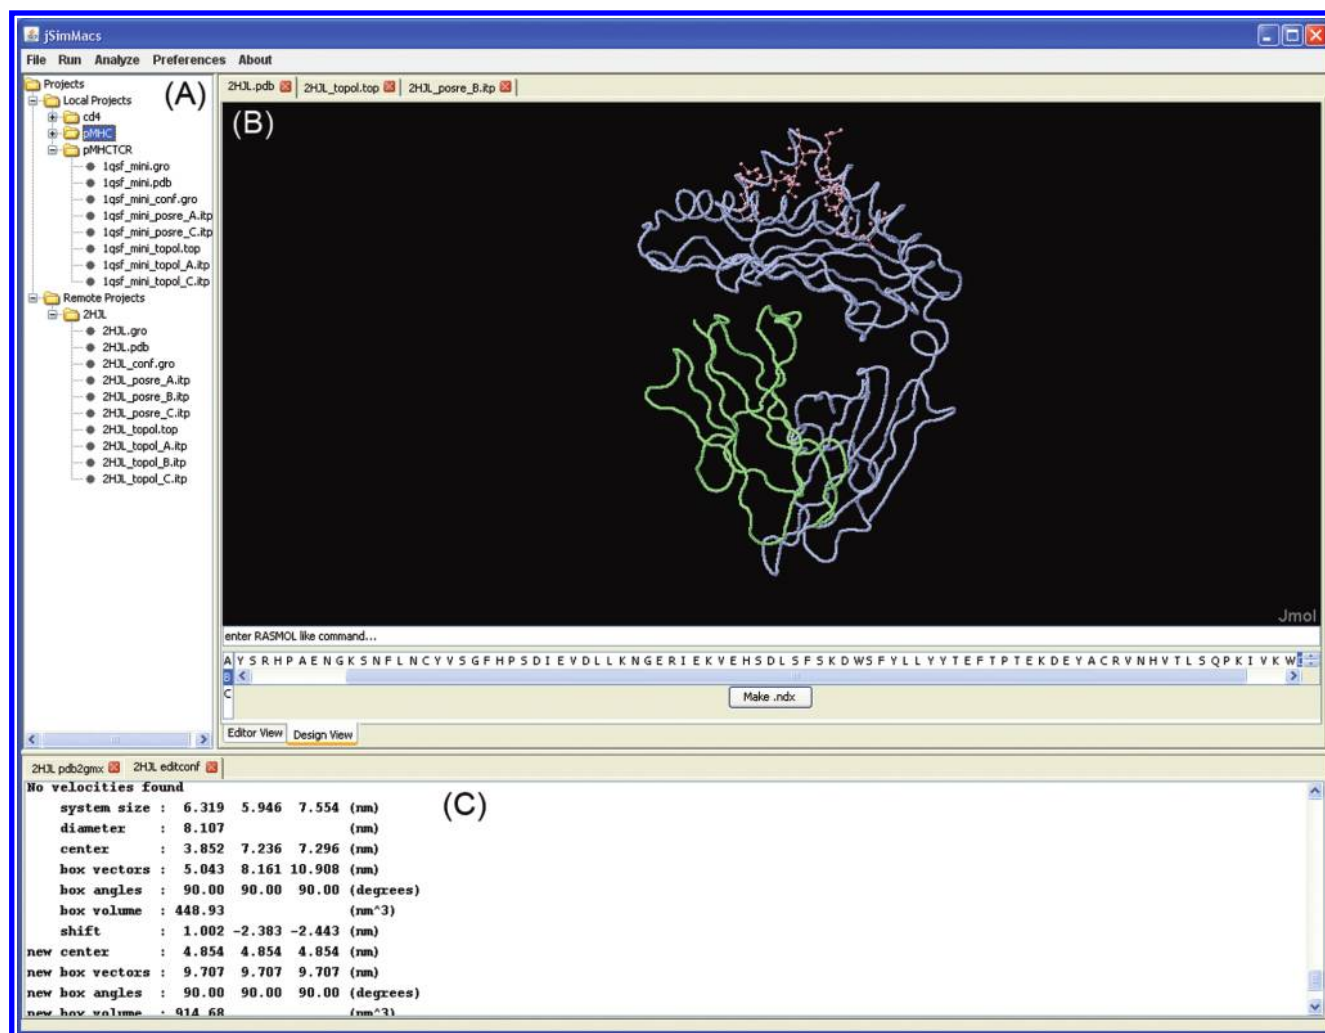 jSimMacs
File Run Analyze Preferences About
(A)
Projects
Local Projects
cd4
pMHC
pMHCTCR
1qsf_mini.gro
1qsf_mini.pdb
1qsf_mini_conf.gro
1qsf_mini_posre_A.itp
1qsf_mini_posre_C.itp
1qsf_mini_topol.top
1qsf_mini_topol_A.itp
1qsf_mini_topol_C.itp
Remote Projects
2HJL
2HJL.gro
2HJL.pdb
2HJL_conf.gro
2HJL_posre_A.itp
2HJL_posre_B.itp
2HJL_posre_C.itp
2HJL_topol.top
2HJL_topol_A.itp
2HJL_topol_B.itp
2HJL_topol_C.itp
2HJL.pdb 2HJL_topol.top 2HJL_posre_B.itp
(B)
Jmol
enter RASMOL like command...
A Y S R H P A E N G K S N F L N C Y V S G F H P S D I E V D L L K N G E R I E K V E H S D L S F S K D W S F Y L L Y Y T E F T P T E K D E Y A C R V N H V T L S Q P K I V K W
B
C
Make .ndx
Editor View Design View
2HJL pdb2gmx 2HJL editconf
(C)
No velocities found
system size : 6.319 5.946 7.554 (nm)
diameter : 8.107 (nm)
center : 3.852 7.236 7.296 (nm)
box vectors : 5.043 8.161 10.908 (nm)
box angles : 90.00 90.00 90.00 (degrees)
box volume : 448.93 (nm^3)
shift : 1.002 -2.383 -2.443 (nm)
new center : 4.854 4.854 4.854 (nm)
new box vectors : 9.707 9.707 9.707 (nm)
new box angles : 90.00 90.00 90.00 (degrees)
new box volume : 914.68 (nm^3)